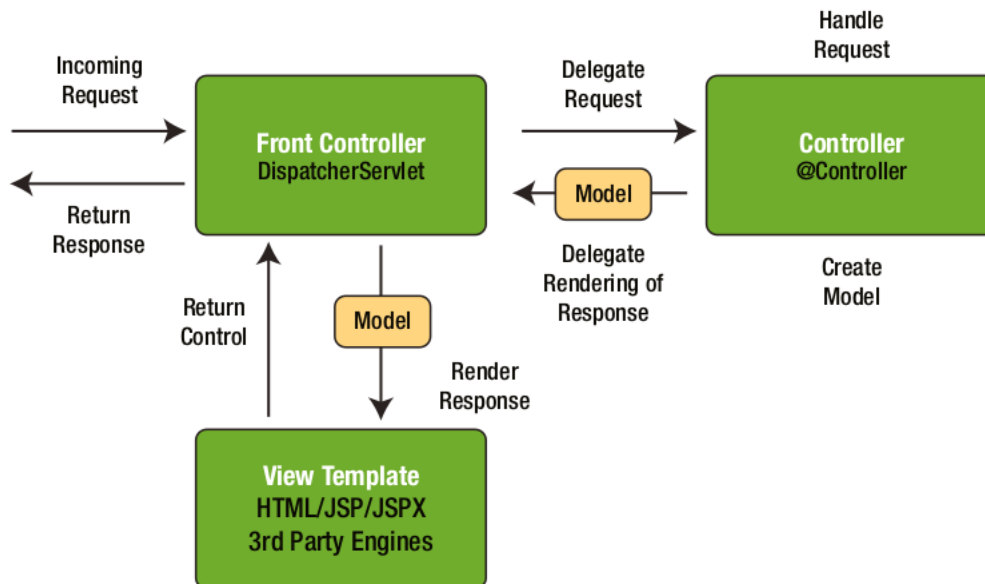 Handle
Request
Incoming
Request
Delegate
Request
Front Controller
DispatcherServlet
Controller
@Controller
Model
Return
Response
Delegate
Rendering of
Response
Create
Model
Return
Control
Model
Render
Response
View Template
HTML/JSP/JSPX
3rd Party Engines